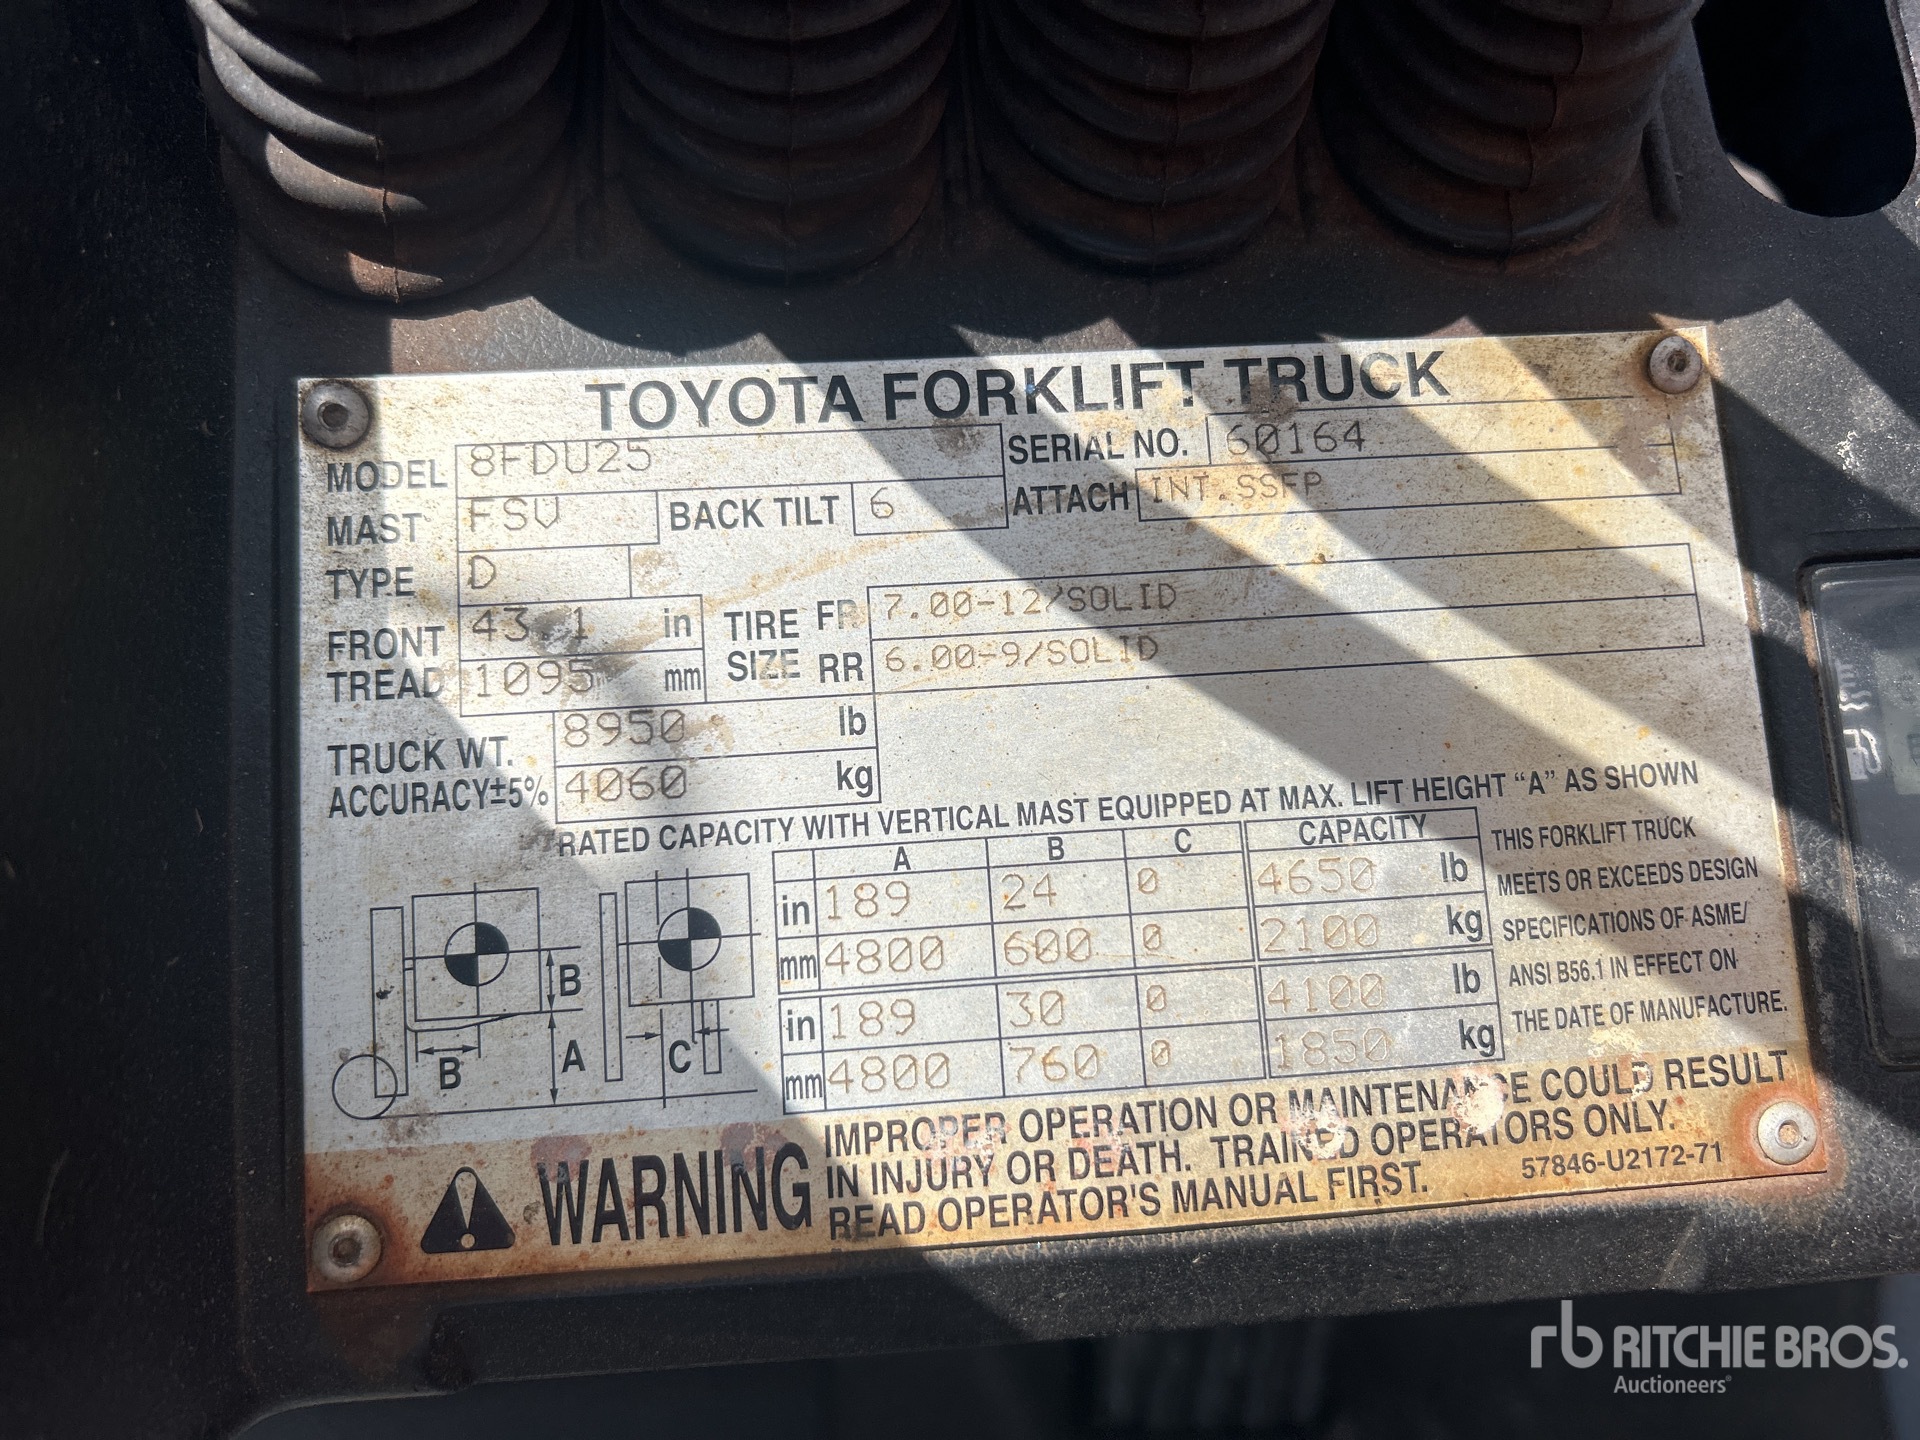 TOYOTA FORKLIFT TRUCK
MODEL 8FDU25 SERIAL NO. 60164
MAST FSV BACK TILT 6 ATTACH INT.SSFP
TYPE D
FRONT TREAD 43.1 in TIRE SIZE FR 7.00-12/SOLID
1095 mm RR 6.00-9/SOLID
TRUCK WT. 8950 lb
ACCURACY±5% 4060 kg
RATED CAPACITY WITH VERTICAL MAST EQUIPPED AT MAX. LIFT HEIGHT “A” AS SHOWN
A B C CAPACITY
in 189 24 0 4650 lb
mm 4800 600 0 2100 kg
in 189 30 0 4100 lb
mm 4800 760 0 1850 kg
B
B A C
THIS FORKLIFT TRUCK
MEETS OR EXCEEDS DESIGN
SPECIFICATIONS OF ASME/
ANSI B56.1 IN EFFECT ON
THE DATE OF MANUFACTURE.
WARNING
IMPROPER OPERATION OR MAINTENANCE COULD RESULT
IN INJURY OR DEATH. TRAINED OPERATORS ONLY.
READ OPERATOR'S MANUAL FIRST. 57846-U2172-71
rb RITCHIE BROS.
Auctioneers